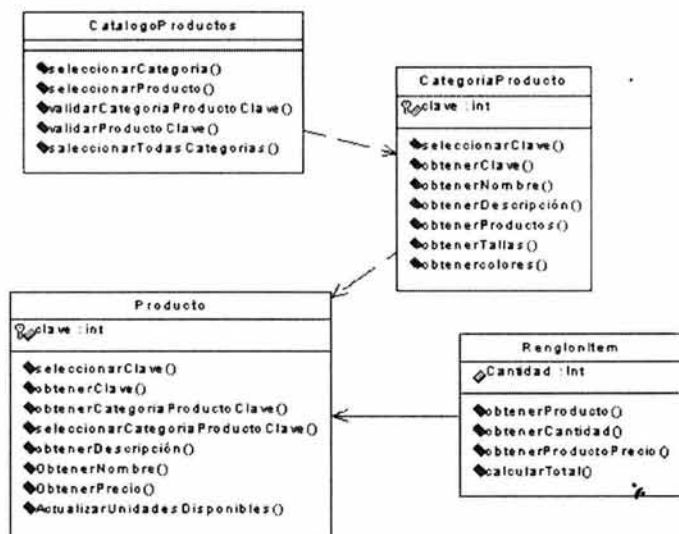 CatalogoProductos
seleccionarCategoria()
seleccionarProducto()
validarCategoriaProductoClave()
validarProductoClave()
saleccionarTodasCategorias()
CategoriaProducto
clave : int
seleccionarClave()
obtenerClave()
obtenerNombre()
obtenerDescripción()
obtenerProductos()
obtenerTallas()
obtenercolores()
Producto
clave : int
seleccionarClave()
obtenerClave()
obtenerCategoriaProductoClave()
seleccionarCategoriaProductoClave()
obtenerDescripción()
ObtenerNombre()
ObtenerPrecio()
ActualizarUnidadesDisponibles()
RenglonItem
Cantidad : Int
obtenerProducto()
obtenerCantidad()
obtenerProductoPrecio()
calcularTotal()